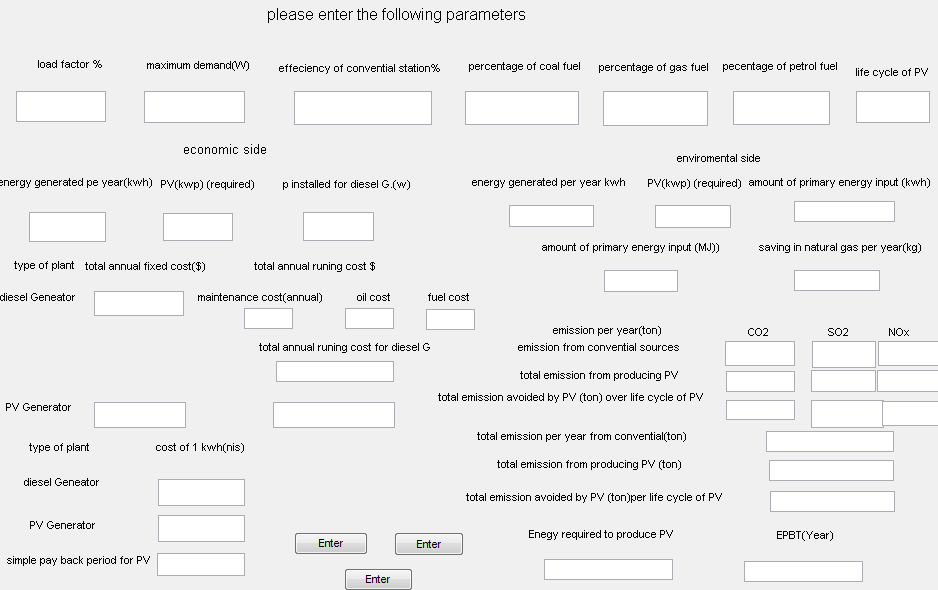 please enter the following parameters
load factor %
maximum demand(W)
effeciency of convential station%
percentage of coal fuel
percentage of gas fuel
pecentage of petrol fuel
life cycle of PV
economic side
enviromental side
energy generated pe year(kwh)
PV(kwp) (required)
p installed for diesel G.(w)
energy generated per year kwh
PV(kwp) (required)
amount of primary energy input (kwh)
amount of primary energy input (MJ))
saving in natural gas per year(kg)
type of plant
total annual fixed cost($)
total annual runing cost $
diesel Geneator
maintenance cost(annual)
oil cost
fuel cost
emission per year(ton)
CO2
SO2
NOx
total annual runing cost for diesel G
emission from convential sources
total emission from producing PV
total emission avoided by PV (ton) over life cycle of PV
PV Generator
type of plant
cost of 1 kwh(nis)
total emission per year from convential(ton)
total emission from producing PV (ton)
diesel Geneator
total emission avoided by PV (ton)per life cycle of PV
PV Generator
Enegy required to produce PV
EPBT(Year)
simple pay back period for PV
Enter
Enter
Enter